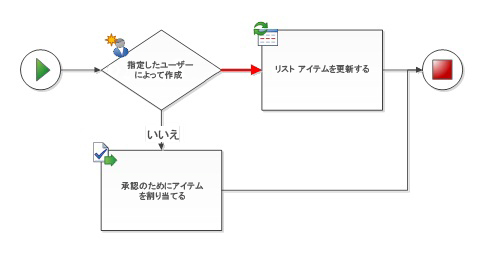 指定したユーザー
によって作成
リスト アイテムを更新する
いいえ
承認のためにアイテム
を割り当てる